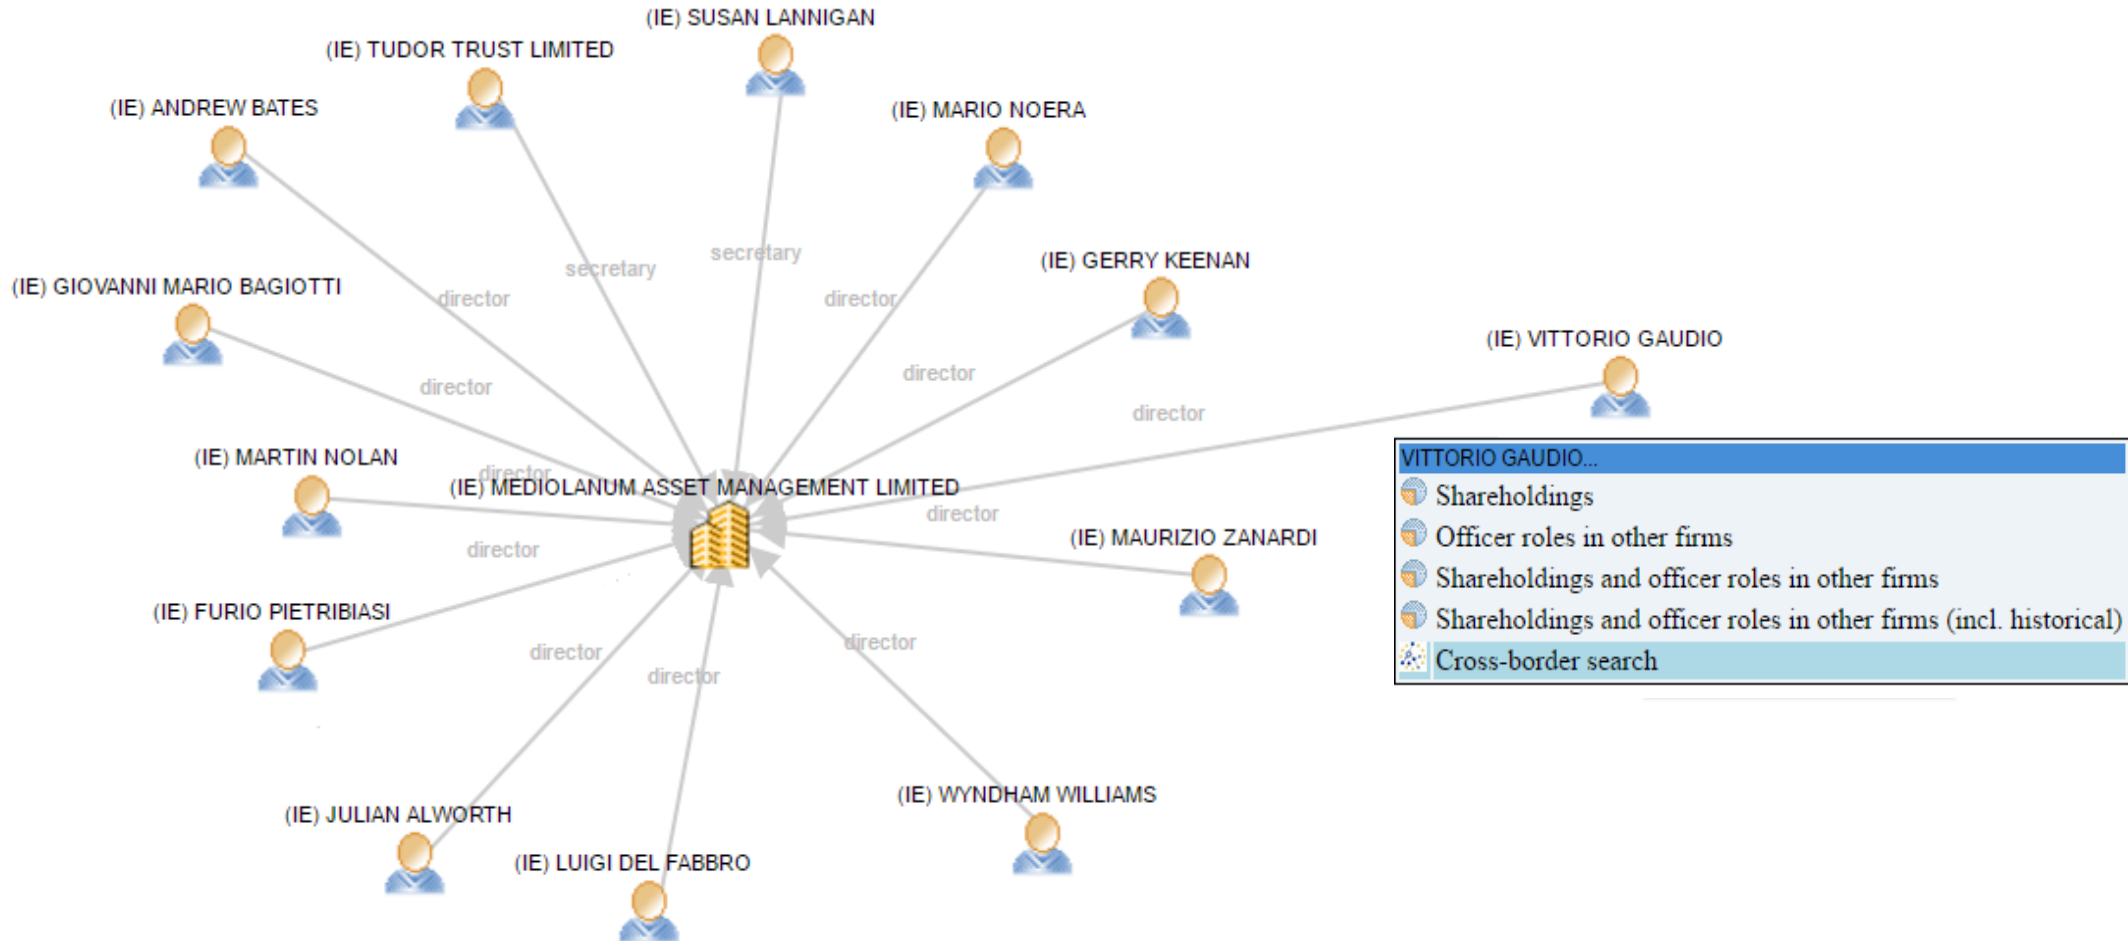 (IE) SUSAN LANNIGAN
(IE) TUDOR TRUST LIMITED
(IE) ANDREW BATES
(IE) MARIO NOERA
secretary
secretary
(IE) GERRY KEENAN
(IE) GIOVANNI MARIO BAGIOTTI
director
director
(IE) VITTORIO GAUDIO
director
director
director
(IE) MARTIN NOLAN
VITTORIO GAUDIO...
director
(IE) MEDIOLANUM ASSET MANAGEMENT LIMITED
Shareholdings
director
Officer roles in other firms
(IE) MAURIZIO ZANARDI
director
Shareholdings and officer roles in other firms
(IE) FURIO PIETRIBIASI
Shareholdings and officer roles in other firms (incl. historical)
director
director
Cross-border search
director
(IE) WYNDHAM WILLIAMS
(IE) JULIAN ALWORTH
(IE) LUIGI DEL FABBRO